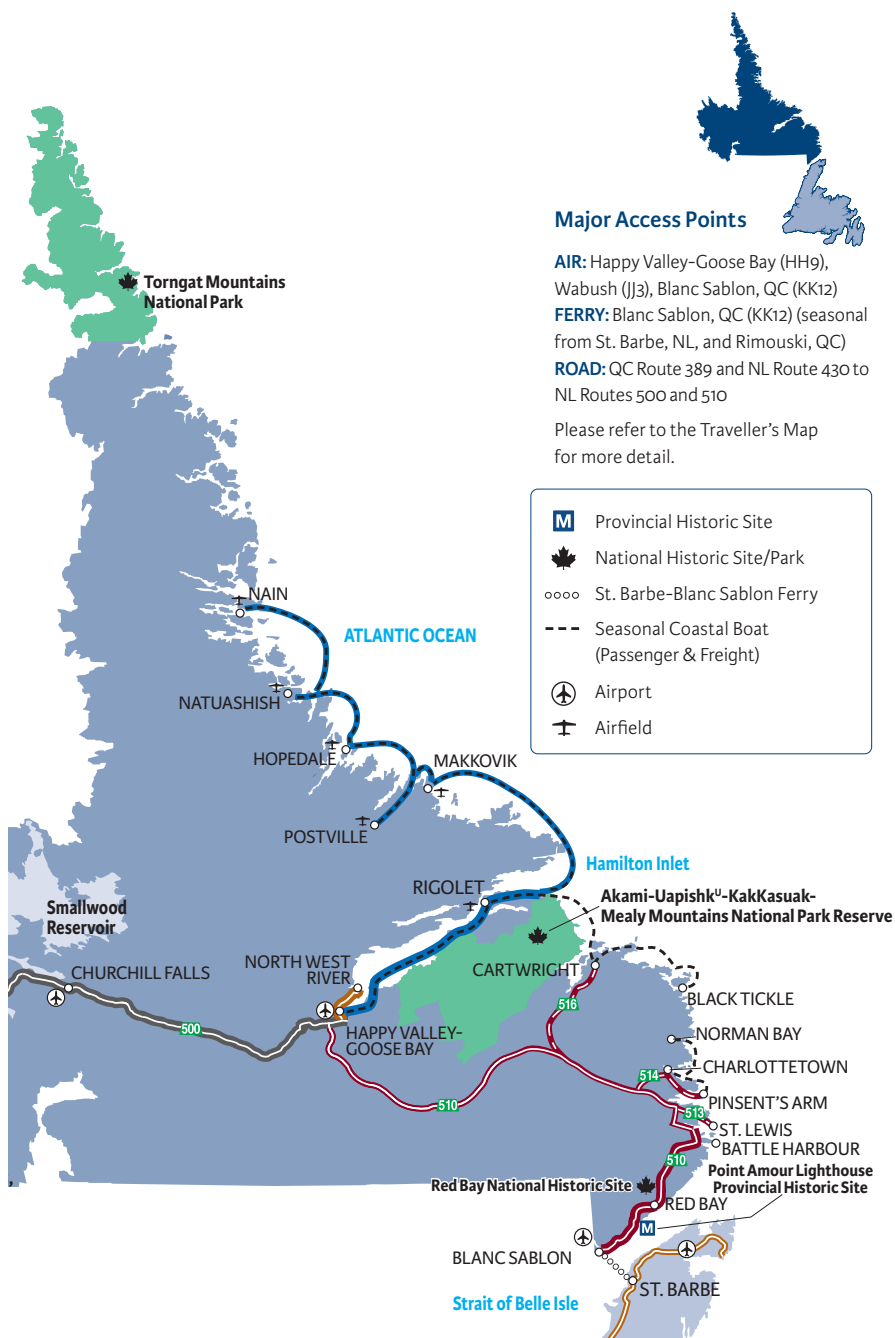 Major Access Points
AIR: Happy Valley-Goose Bay (HH9),
Wabush (JJ3), Blanc Sablon, QC (KK12)
FERRY: Blanc Sablon, QC (KK12) (seasonal
from St. Barbe, NL, and Rimouski, QC)
ROAD: QC Route 389 and NL Route 430 to
NL Routes 500 and 510
Please refer to the Traveller's Map
for more detail.
M Provincial Historic Site
National Historic Site/Park
St. Barbe-Blanc Sablon Ferry
Seasonal Coastal Boat
(Passenger & Freight)
Airport
Airfield
Torngat Mountains
National Park
NAIN
ATLANTIC OCEAN
NATUASHISH
HOPEDALE
MAKKOVIK
POSTVILLE
Hamilton Inlet
RIGOLET
Akami-Uapishkᵁ-KakKasuak-
Mealy Mountains National Park Reserve
Smallwood
Reservoir
CHURCHILL FALLS
NORTH WEST
RIVER
CARTWRIGHT
516
BLACK TICKLE
500
HAPPY VALLEY-
GOOSE BAY
NORMAN BAY
CHARLOTTETOWN
514
510
PINSENT'S ARM
513
ST. LEWIS
BATTLE HARBOUR
510
Point Amour Lighthouse
Provincial Historic Site
Red Bay National Historic Site
RED BAY
M
BLANC SABLON
ST. BARBE
Strait of Belle Isle